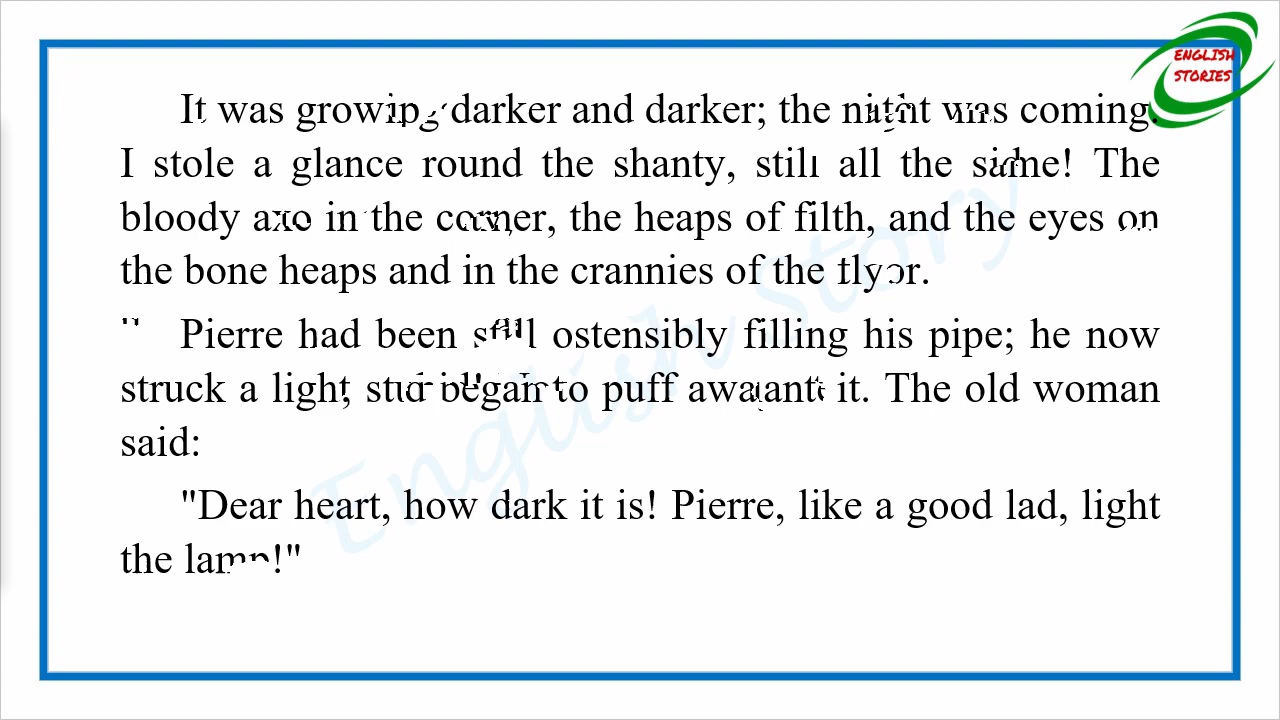 ENGLISH
STORIES
It was growing darker and darker; the night was coming.
I stole a glance round the shanty, still all the same! The
bloody axe in the corner, the heaps of filth, and the eyes on
the bone heaps and in the crannies of the
Pierre had been still ostensibly filling his pipe; he now
struck a light, began to puff it. The old woman
said:
"Dear heart, how dark it is! Pierre, like a good lad, light
the lamp!"
English Story